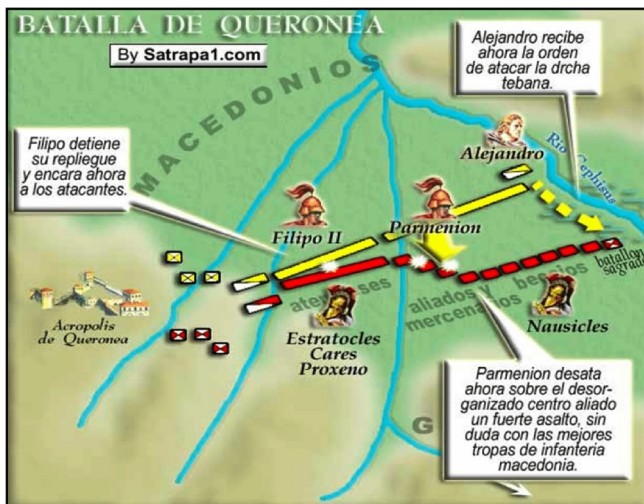 BATALLA DE QUERONEA
By Satrapa1.com
Alejandro recibe
ahora la orden
de atacar la drcha
tebana.
MACEDONIOS
Filipo detiene
su repliegue
y encara ahora
a los atacantes.
Alejandro
Rio Cephisus
Filipo II
Parmenion
batallon
sagrado
Acropolis
de Queronea
atenienses
aliados y
mercenarios
beocios
Estratocles
Cares
Proxeno
Nausicles
Parmenion desata
ahora sobre el desor-
ganizado centro aliado
un fuerte asalto, sin
duda con las mejores
tropas de infanteria
macedonia.
G